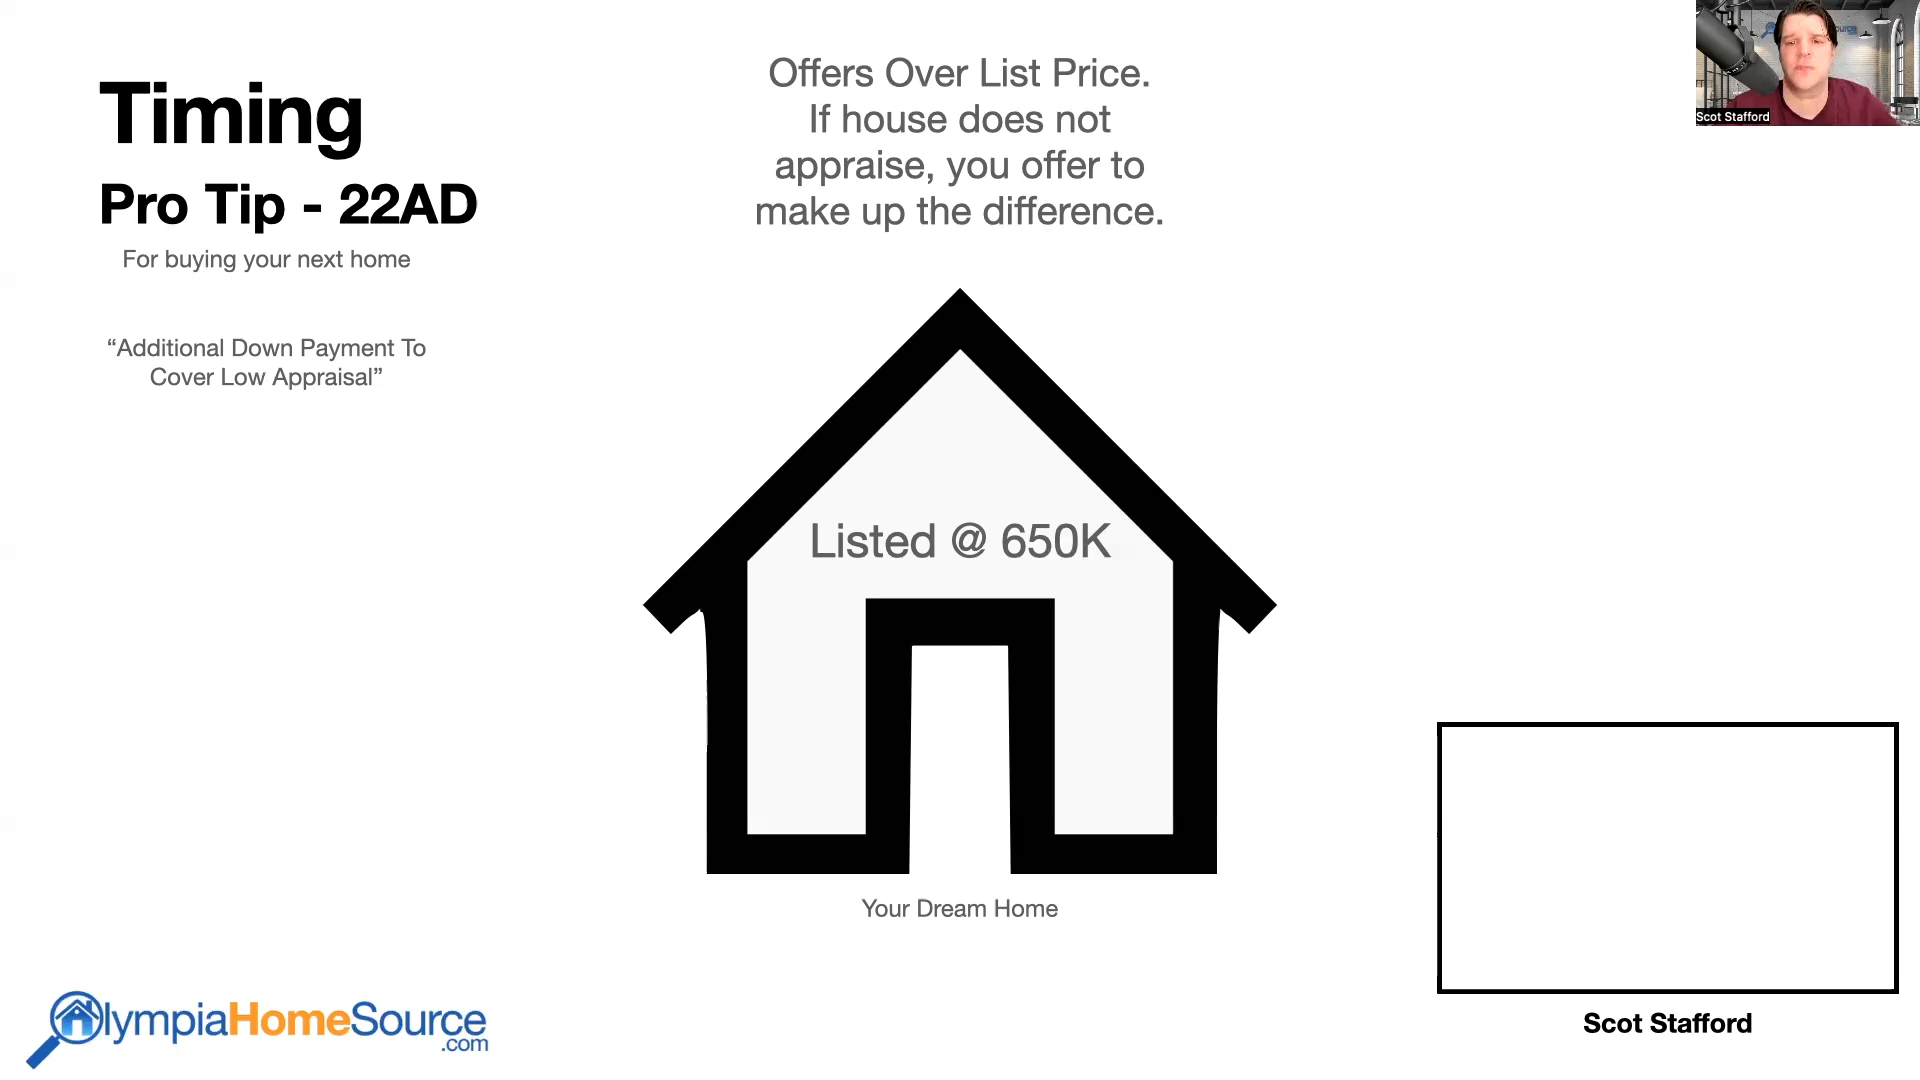 Timing
Pro Tip - 22AD
For buying your next home
“Additional Down Payment To
Cover Low Appraisal”
Offers Over List Price.
If house does not
appraise, you offer to
make up the difference.
Listed @ 650K
Your Dream Home
Scot Stafford
OlympiaHomeSource
.com
Scot Stafford